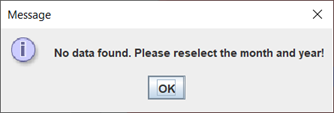 Message
No data found. Please reselect the month and year!
OK